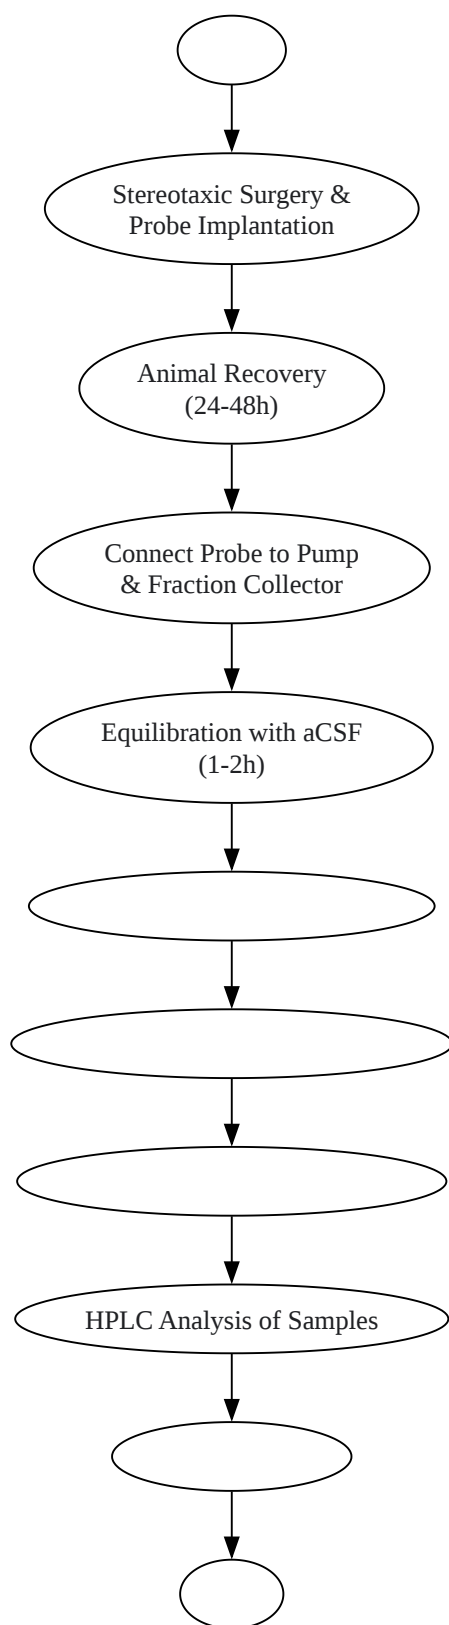 Stereotaxic Surgery &
Probe Implantation
Animal Recovery
(24-48h)
Connect Probe to Pump
& Fraction Collector
Equilibration with aCSF
(1-2h)
HPLC Analysis of Samples